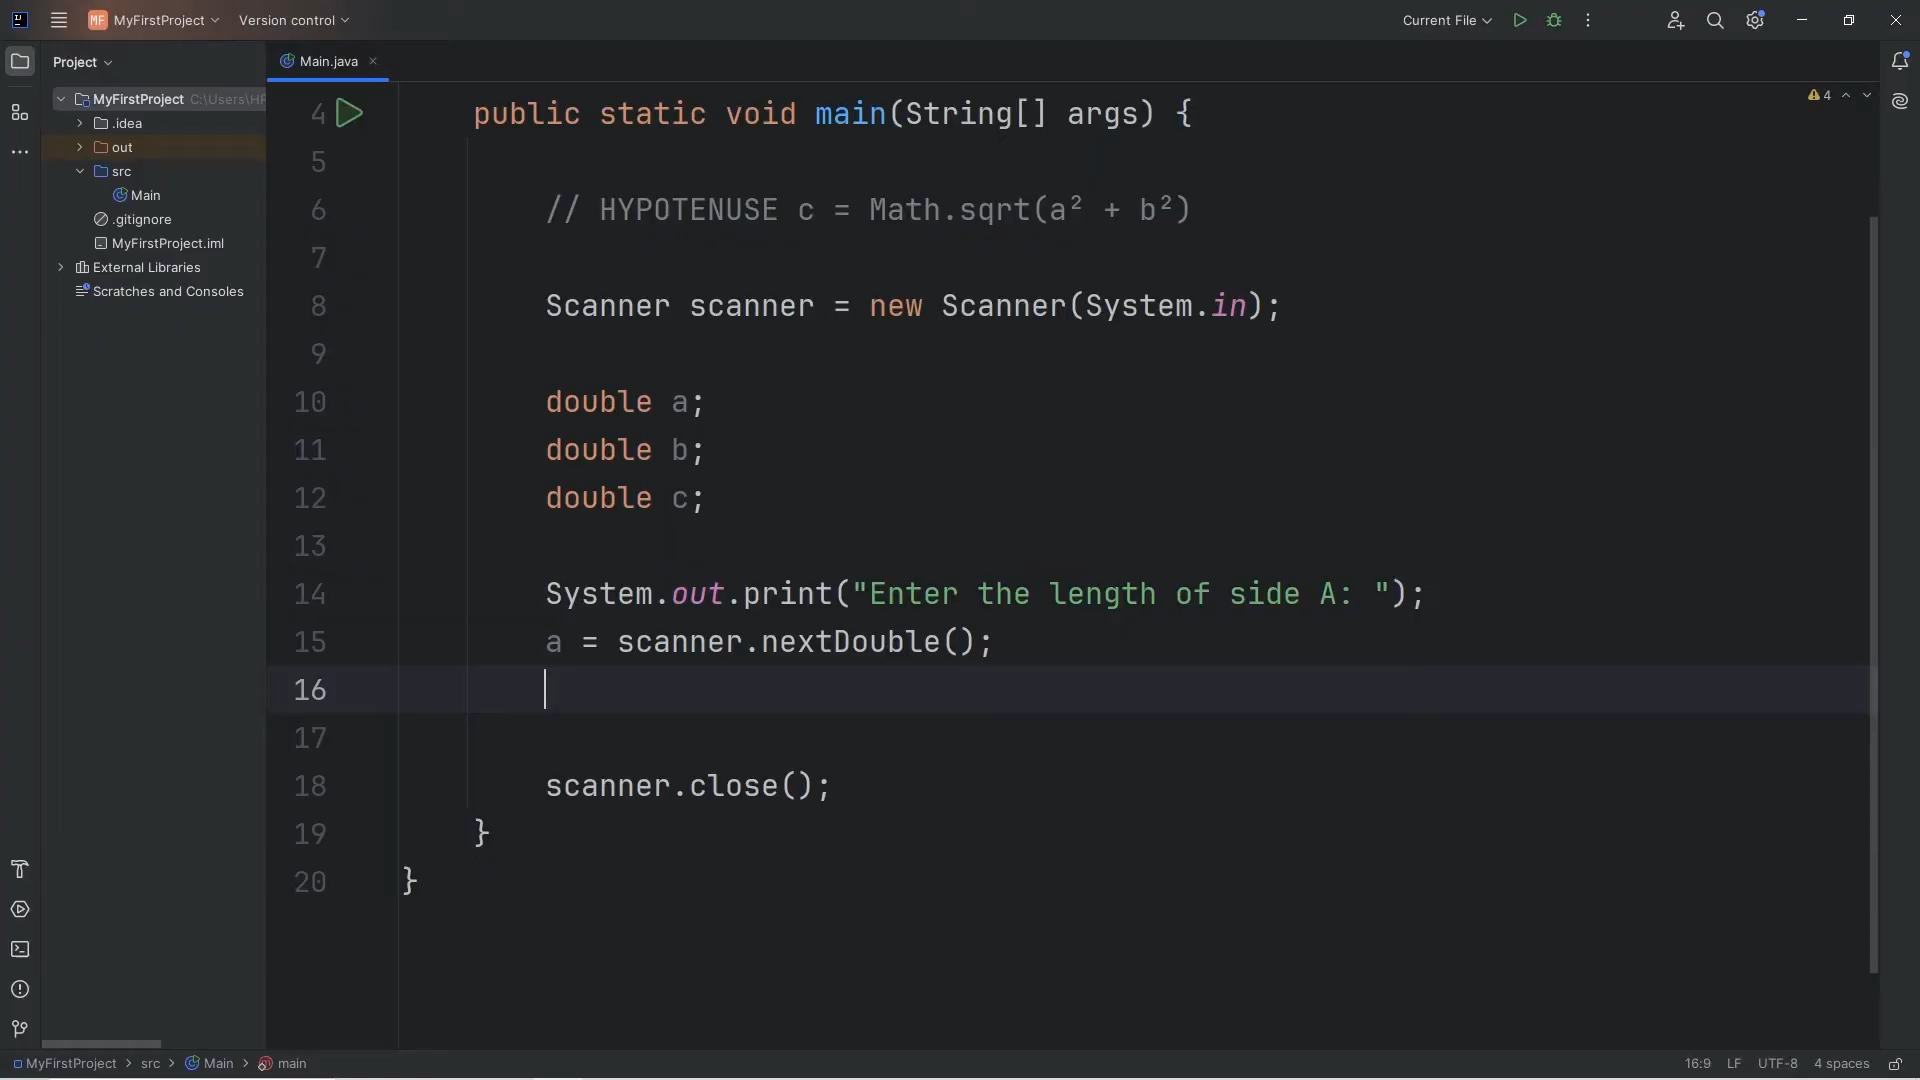 MF MyFirstProject Version control Current File
Project Main.java
MyFirstProject C:\Users\HP
.idea
out
src
Main
.gitignore
MyFirstProject.iml
External Libraries
Scratches and Consoles
4 public static void main(String[] args) {
4
5
6 // HYPOTENUSE c = Math.sqrt(a² + b²)
7
8 Scanner scanner = new Scanner(System.in);
9
10 double a;
11 double b;
12 double c;
13
14 System.out.print("Enter the length of side A: ");
15 a = scanner.nextDouble();
16
17
18 scanner.close();
19 }
20 }
MyFirstProject > src > Main > main 16:9 LF UTF-8 4 spaces